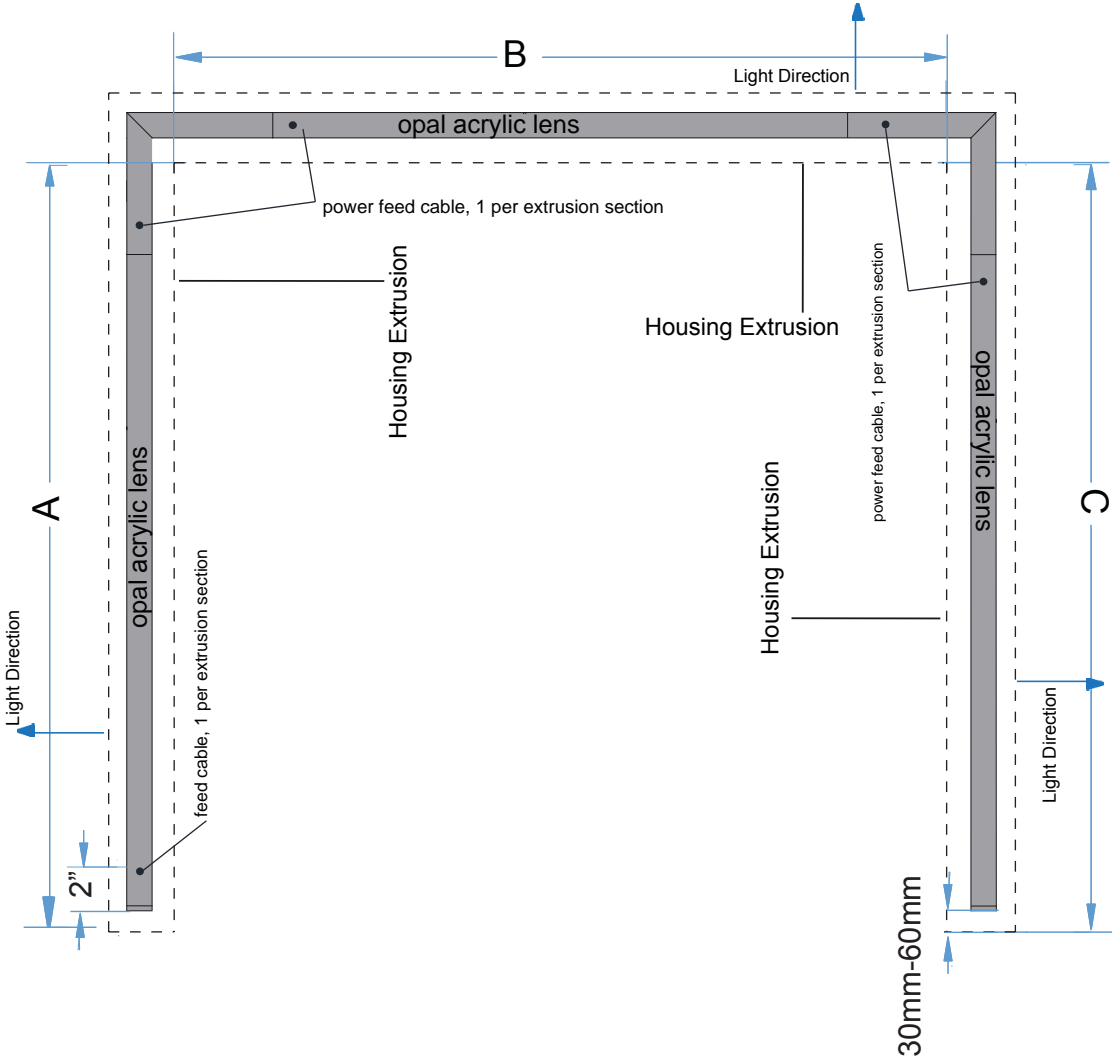 B
Light Direction
opal acrylic lens
power feed cable, 1 per extrusion section
Housing Extrusion
Housing Extrusion
power feed cable, 1 per extrusion section
opal acrylic lens
A
opal acrylic lens
Housing Extrusion
C
feed cable, 1 per extrusion section
Light Direction
Light Direction
2”
30mm-60mm